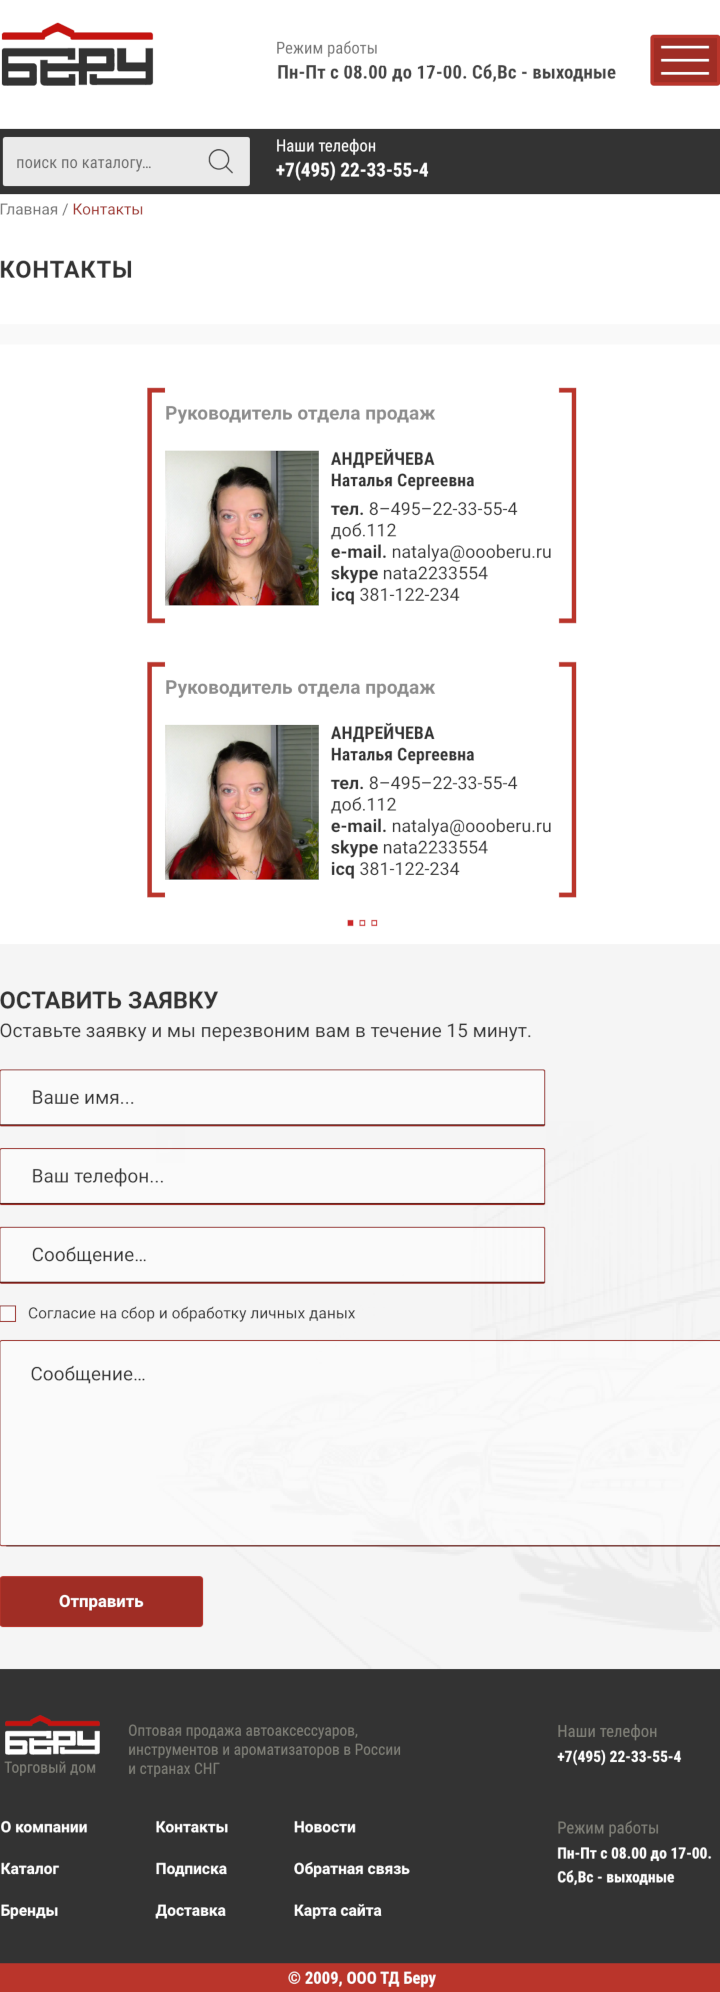 БЕРУ
Режим работы
Пн-Пт с 08.00 до 17-00. Сб,Вс - выходные
поиск по каталогу...
Наши телефон
+7(495) 22-33-55-4
Главная / Контакты
КОНТАКТЫ
Руководитель отдела продаж
АНДРЕЙЧЕВА
Наталья Сергеевна
тел. 8–495–22-33-55-4
доб.112
e-mail. natalya@oooberu.ru
skype nata2233554
icq 381-122-234
Руководитель отдела продаж
АНДРЕЙЧЕВА
Наталья Сергеевна
тел. 8–495–22-33-55-4
доб.112
e-mail. natalya@oooberu.ru
skype nata2233554
icq 381-122-234
ОСТАВИТЬ ЗАЯВКУ
Оставьте заявку и мы перезвоним вам в течение 15 минут.
Ваше имя...
Ваш телефон...
Сообщение...
Согласие на сбор и обработку личных даных
Сообщение...
Отправить
БЕРУ
Торговый дом
Оптовая продажа автоаксессуаров,
инструментов и ароматизаторов в России
и странах СНГ
Наши телефон
+7(495) 22-33-55-4
О компании
Контакты
Новости
Каталог
Подписка
Обратная связь
Бренды
Доставка
Карта сайта
Режим работы
Пн-Пт с 08.00 до 17-00.
Сб,Вс - выходные
© 2009, ООО ТД Беру